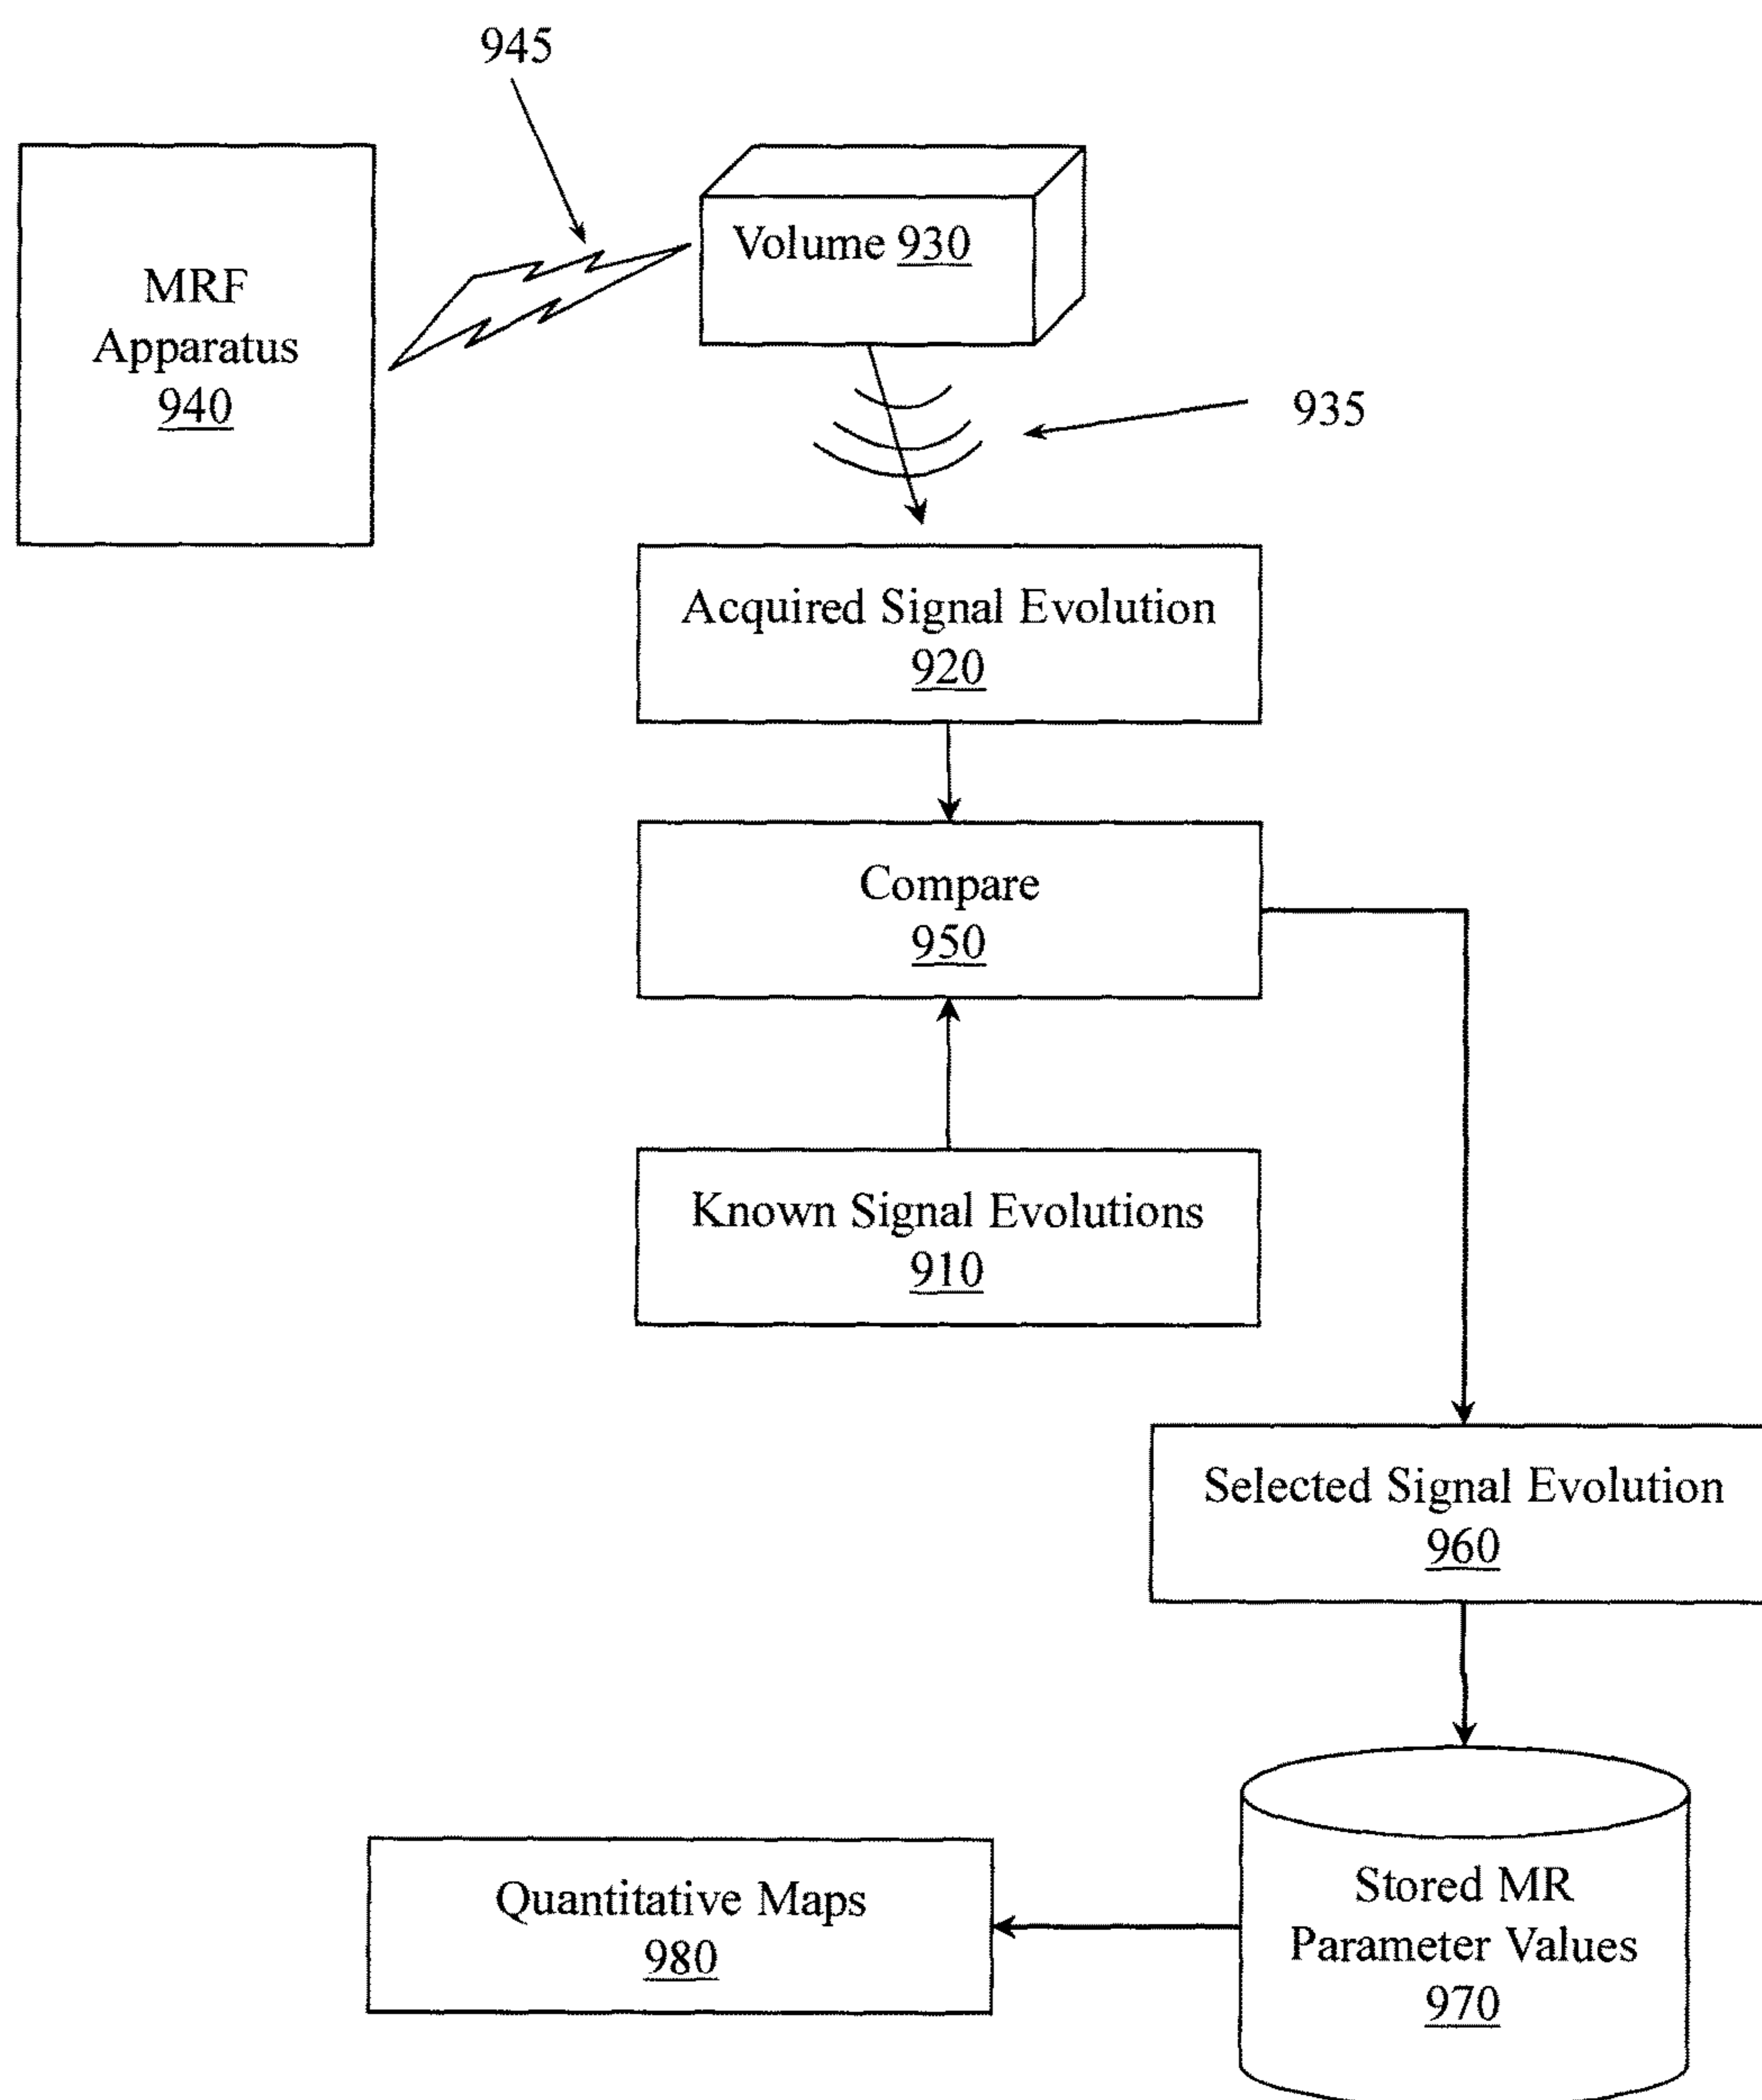 945
MRF
Apparatus
940
Volume 930
935
Acquired Signal Evolution
920
Compare
950
Known Signal Evolutions
910
Selected Signal Evolution
960
Stored MR
Parameter Values
970
Quantitative Maps
980